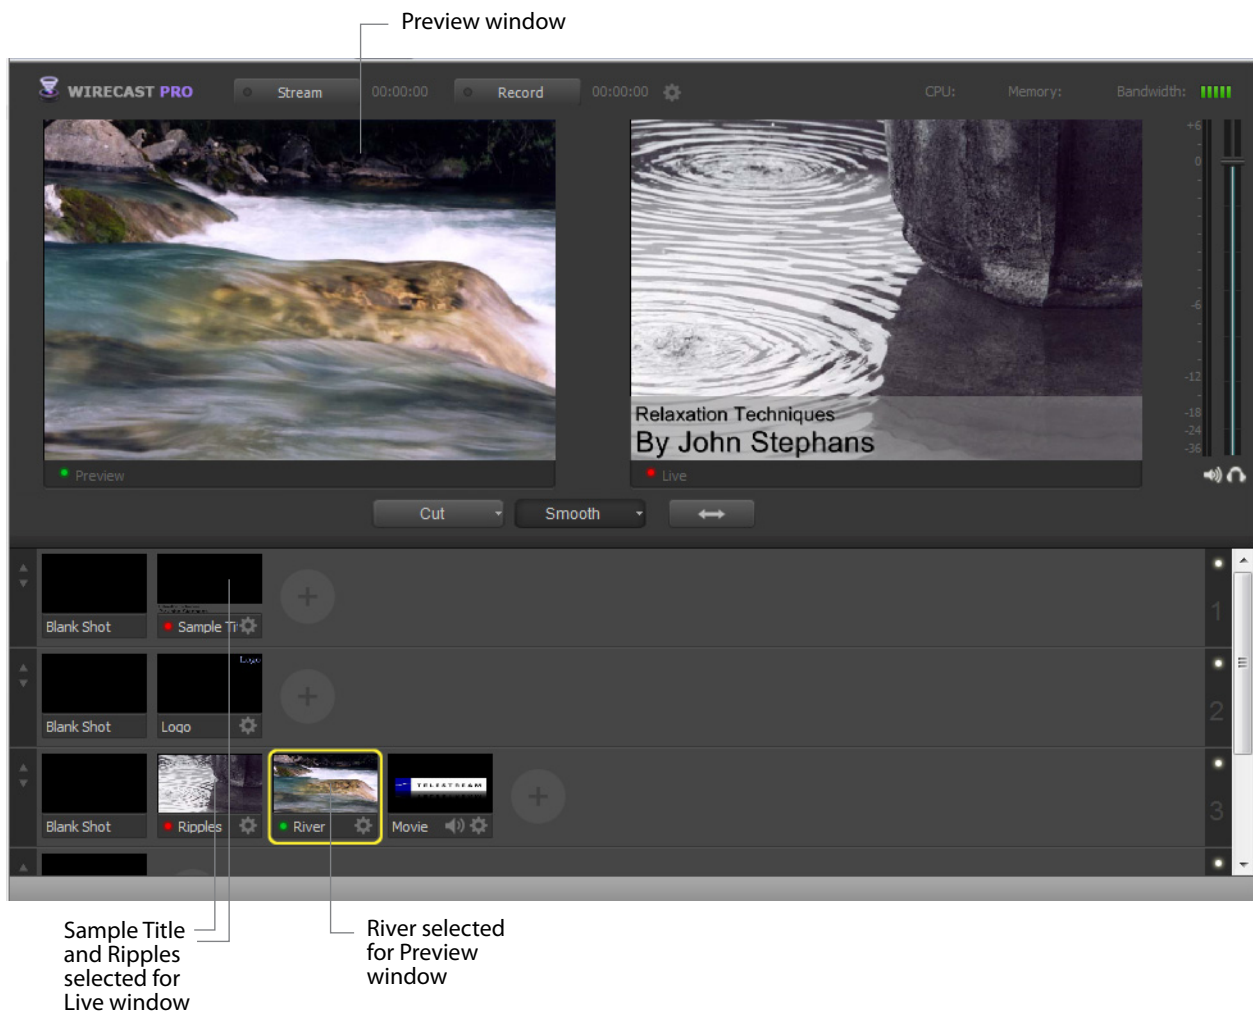 Preview window
WIRECAST PRO
Stream
00:00:00
Record
00:00:00
CPU:
Memory:
Bandwidth:
+6
0
-6
-12
-18
-24
-36
Relaxation Techniques
By John Stephans
Preview
Live
Cut
Smooth
Blank Shot
Sample Ti
1
Logo
Blank Shot
Logo
2
TELESTREAM
Blank Shot
Ripples
River
Movie
3
Sample Title
and Ripples
selected for
Live window
River selected
for Preview
window